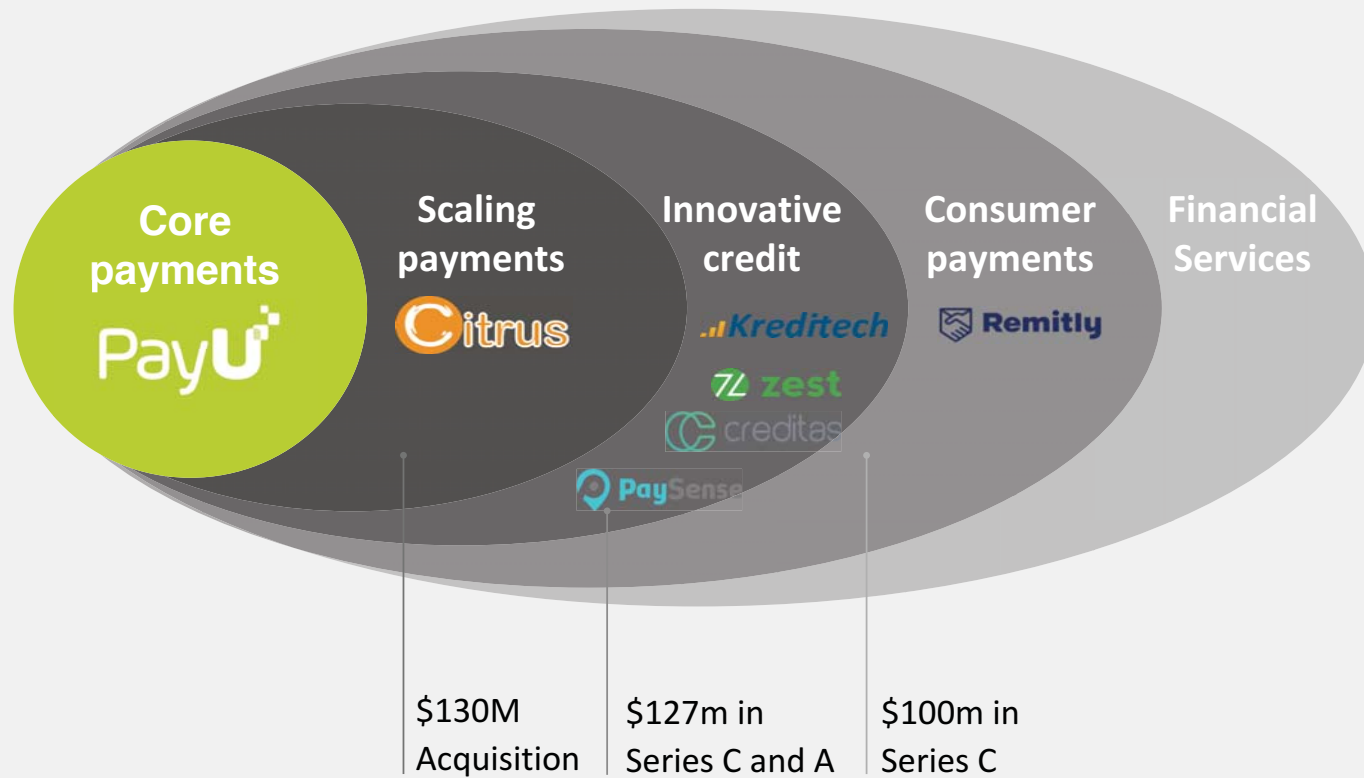 Core
payments
PayU
Scaling
payments
Citrus
Innovative
credit
Kreditech
zest
creditas
PaySense
Consumer
payments
Remitly
Financial
Services
$130M
Acquisition
$127m in
Series C and A
$100m in
Series C